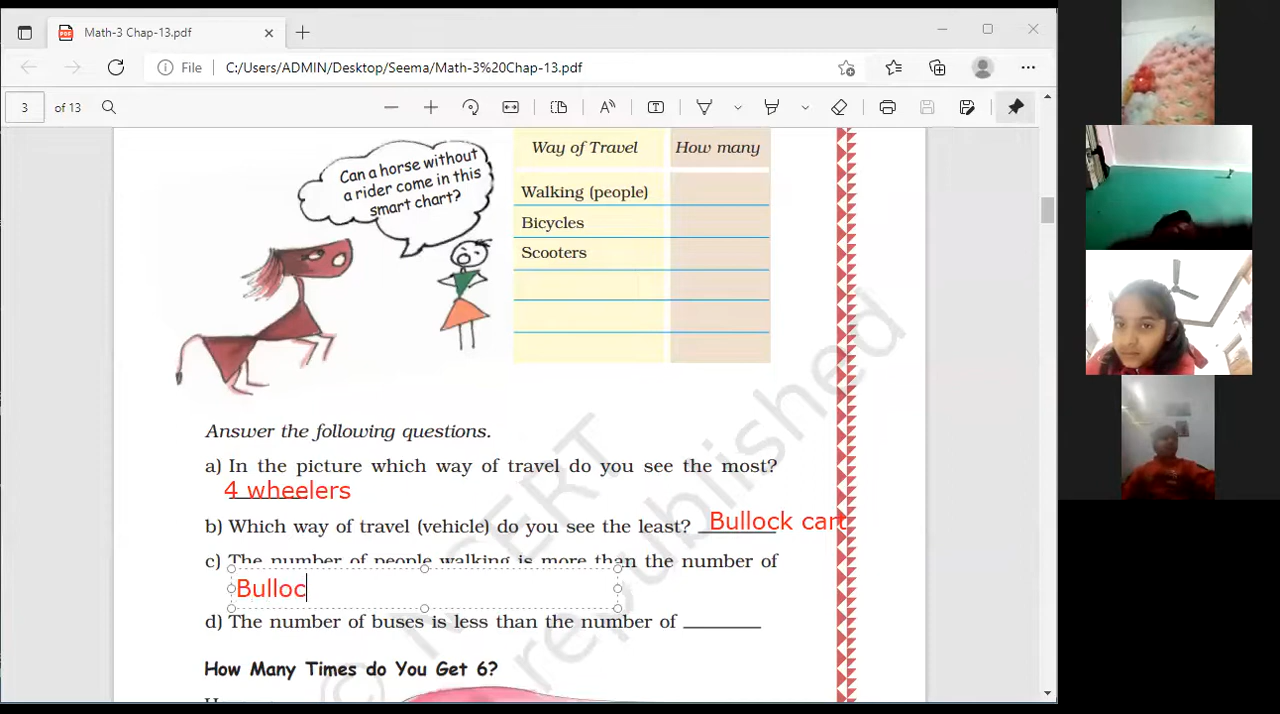 Math-3 Chap-13.pdf
File C:/Users/ADMIN/Desktop/Seema/Math-3%20Chap-13.pdf
3 of 13
Can a horse without
a rider come in this
smart chart?
Way of Travel How many
Walking (people)
Bicycles
Scooters
Answer the following questions.
a) In the picture which way of travel do you see the most?
4 wheelers
b) Which way of travel (vehicle) do you see the least? Bullock cart
c) The number of people walking is more than the number of
Bulloc
d) The number of buses is less than the number of
How Many Times do You Get 6?
© NCERT
republished